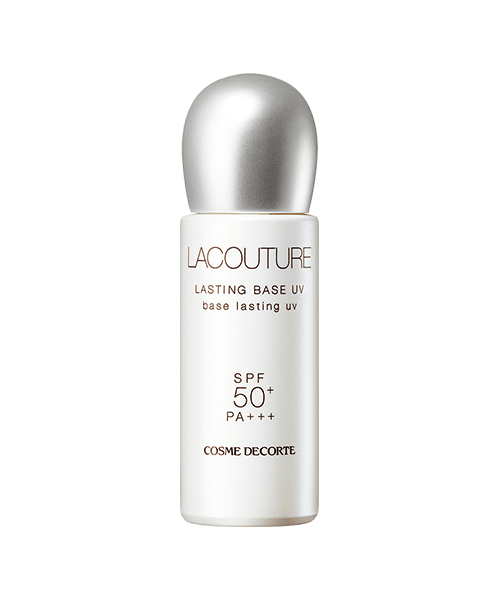 LACOUTURE
LASTING BASE UV
base lasting uv
SPF
50+
PA+++
COSME DECORTE